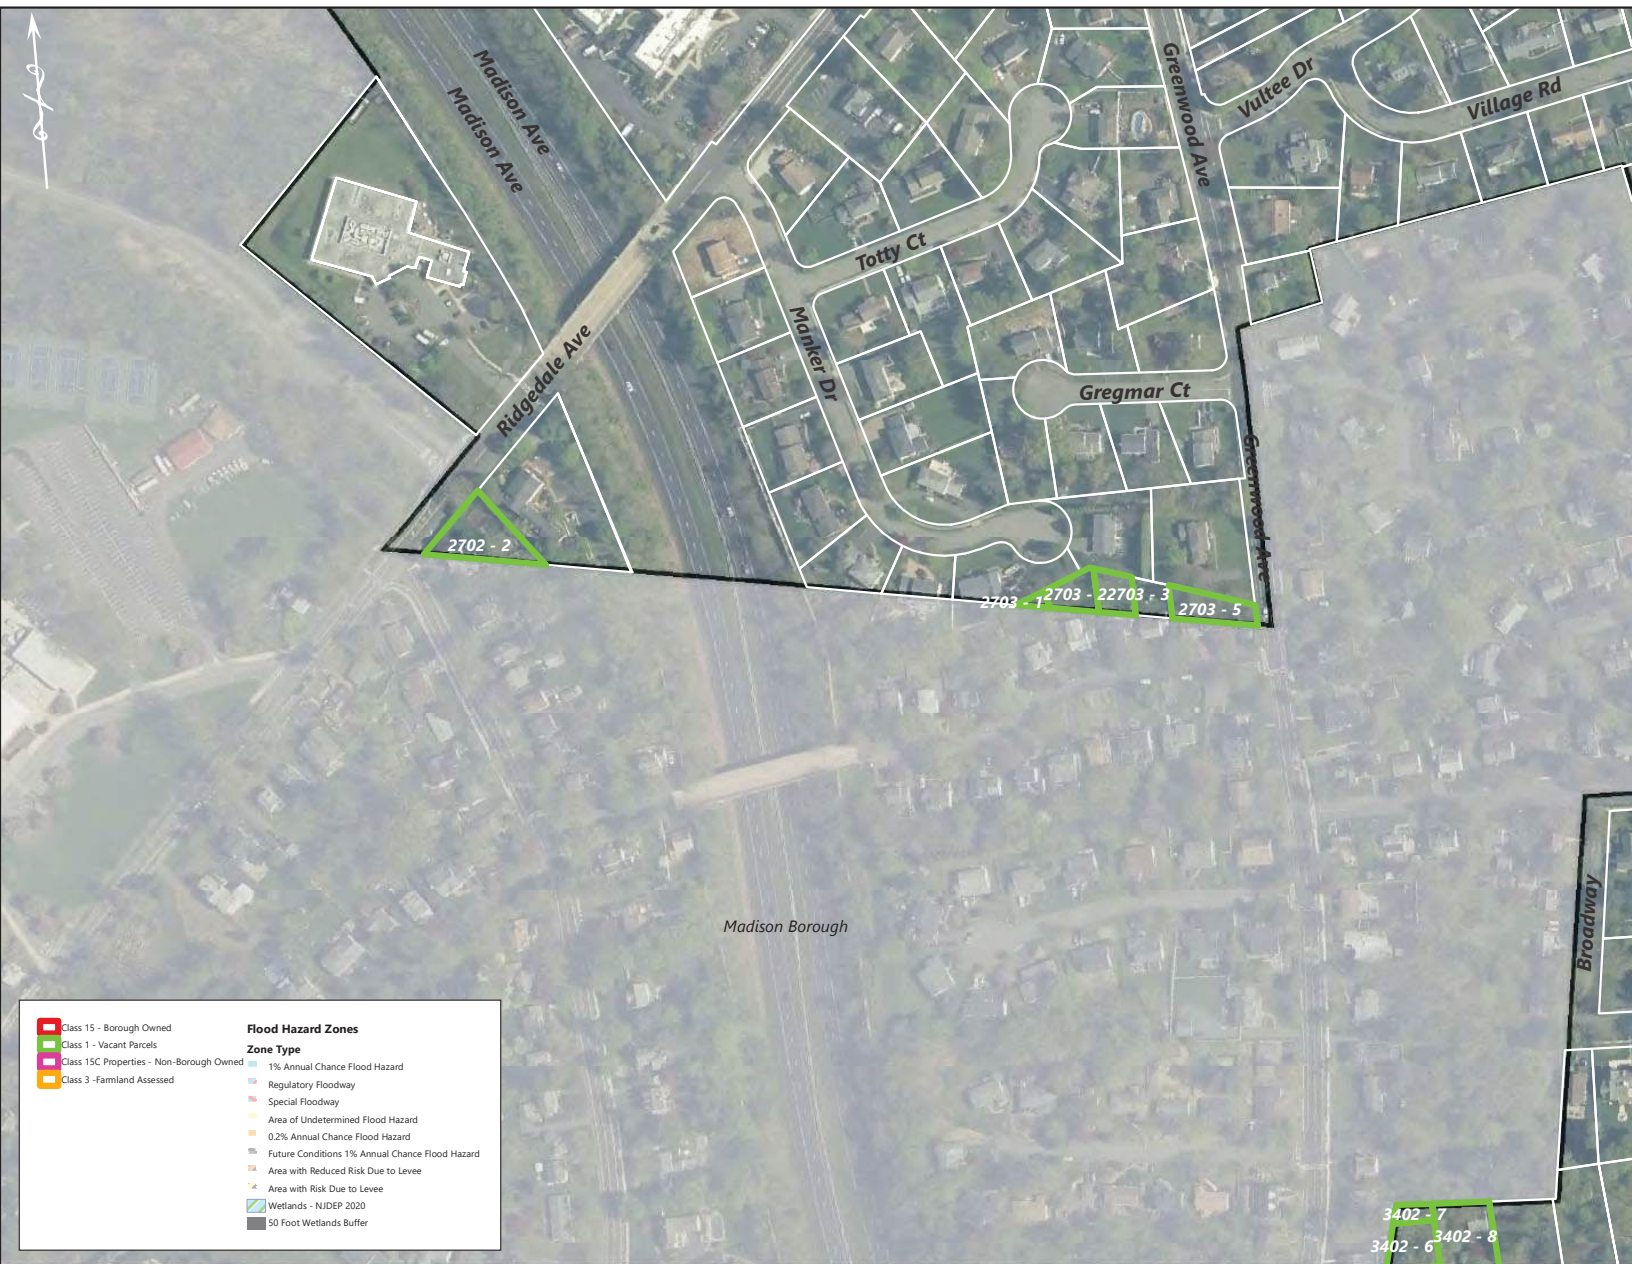 Madison Ave
Madison Ave
Greenwood Ave
Vultee Dr
Village Rd
Totty Ct
Manker Dr
Ridgedale Ave
Gregmar Ct
Greenwood Ave
2702 - 2
2703 - 1
2703 - 2
2703 - 3
2703 - 5
Madison Borough
Broadway
3402 - 7
3402 - 6
3402 - 8
Class 15 - Borough Owned
Class 1 - Vacant Parcels
Class 15C Properties - Non-Borough Owned
Class 3 -Farmland Assessed
Flood Hazard Zones
Zone Type
1% Annual Chance Flood Hazard
Regulatory Floodway
Special Floodway
Area of Undetermined Flood Hazard
0.2% Annual Chance Flood Hazard
Future Conditions 1% Annual Chance Flood Hazard
Area with Reduced Risk Due to Levee
Area with Risk Due to Levee
Wetlands - NJDEP 2020
50 Foot Wetlands Buffer